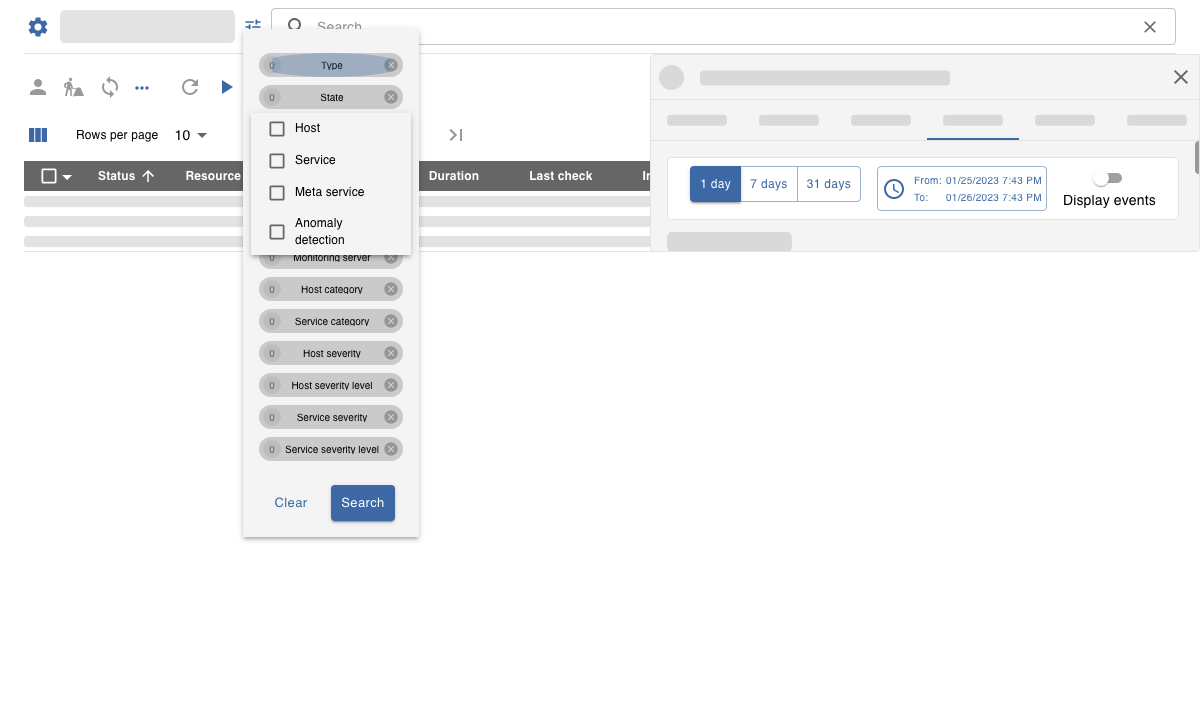 Search
0 Type
0 State
Host
Service
Meta service
Anomaly
detection
0 Monitoring server
0 Host category
0 Service category
0 Host severity
0 Host severity level
0 Service severity
0 Service severity level
Clear
Search
Rows per page
10
Status
Resource
Duration
Last check
1 day
7 days
31 days
From: 01/25/2023 7:43 PM
To: 01/26/2023 7:43 PM
Display events